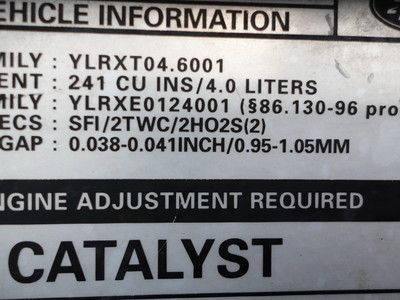 EHICLE INFORMATION
MILY : YLRXT04.6001
ENT : 241 CU INS/4.0 LITERS
MILY : YLRXE0124001 (§86.130-96 pro
ECS : SFI/2TWC/2HO2S(2)
GAP : 0.038-0.041INCH/0.95-1.05MM
NGINE ADJUSTMENT REQUIRED
CATALYST